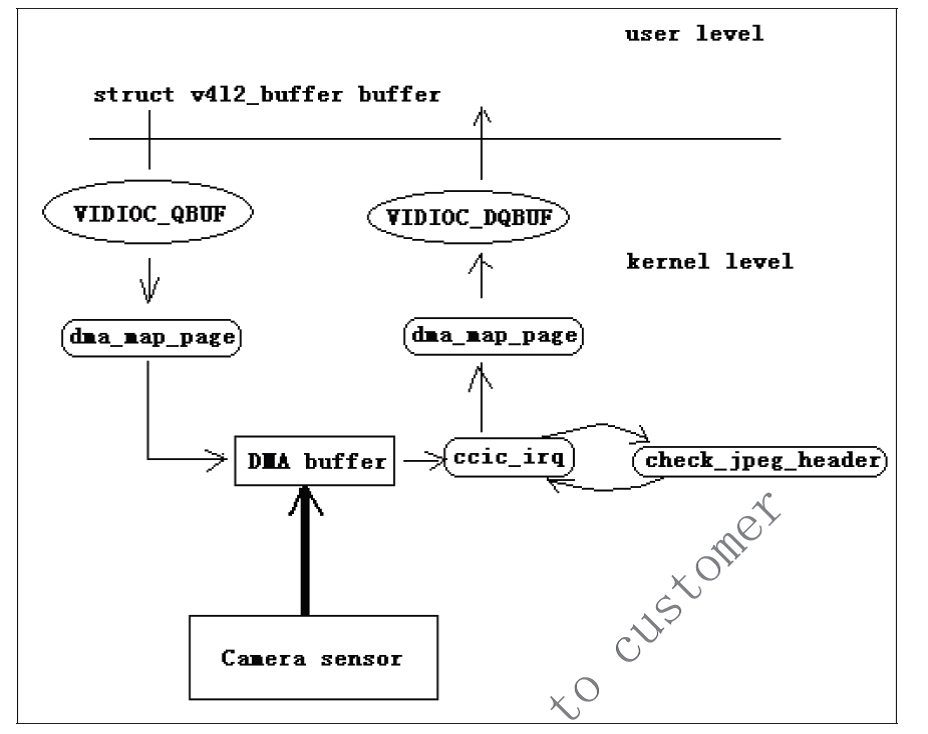 user level
struct v4l2_buffer buffer
VIDIOC_QBUF
VIDIOC_DQBUF
kernel level
dma_map_page
dma_map_page
DMA buffer
ccic_irq
check_jpeg_header
Camera sensor
to customer